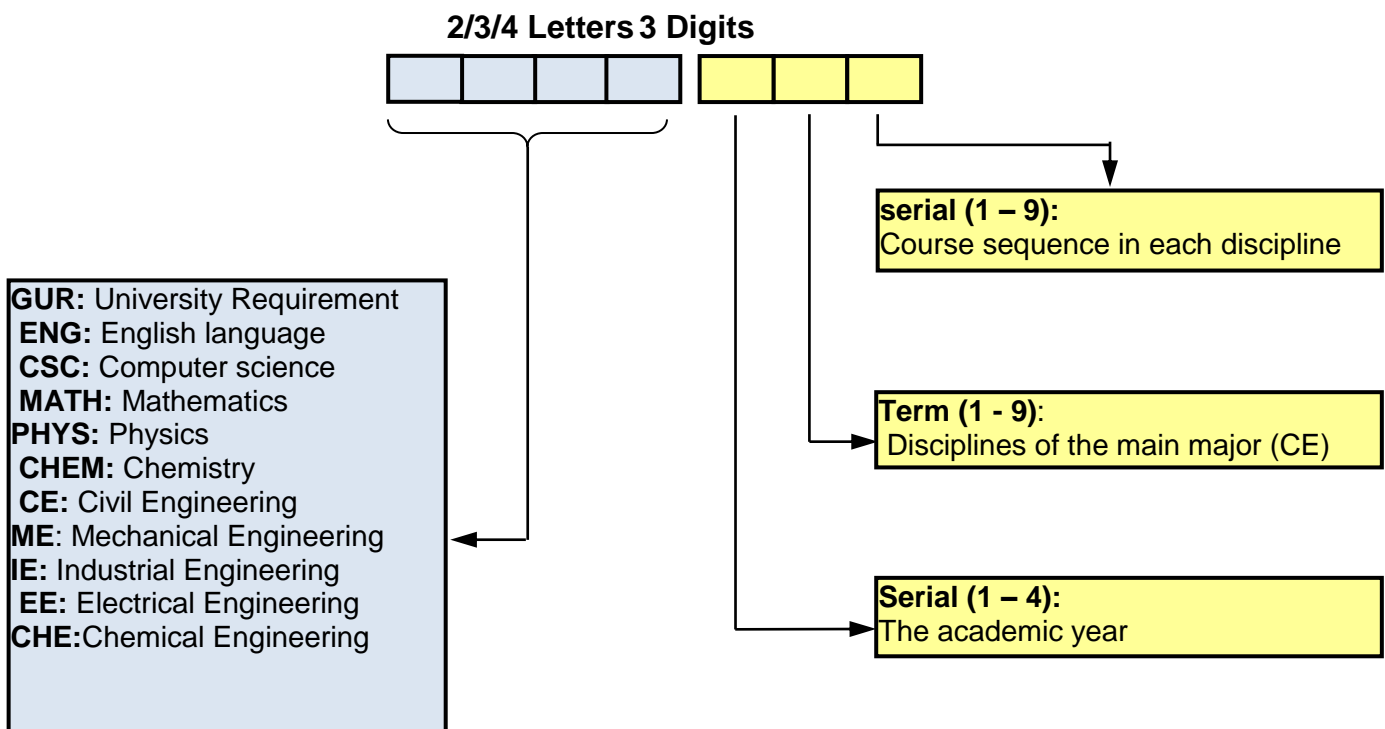 2/3/4 Letters 3 Digits
serial (1 – 9):
Course sequence in each discipline
GUR: University Requirement
ENG: English language
CSC: Computer science
MATH: Mathematics
PHYS: Physics
CHEM: Chemistry
CE: Civil Engineering
ME: Mechanical Engineering
IE: Industrial Engineering
EE: Electrical Engineering
CHE:Chemical Engineering
Term (1 - 9):
Disciplines of the main major (CE)
Serial (1 – 4):
The academic year